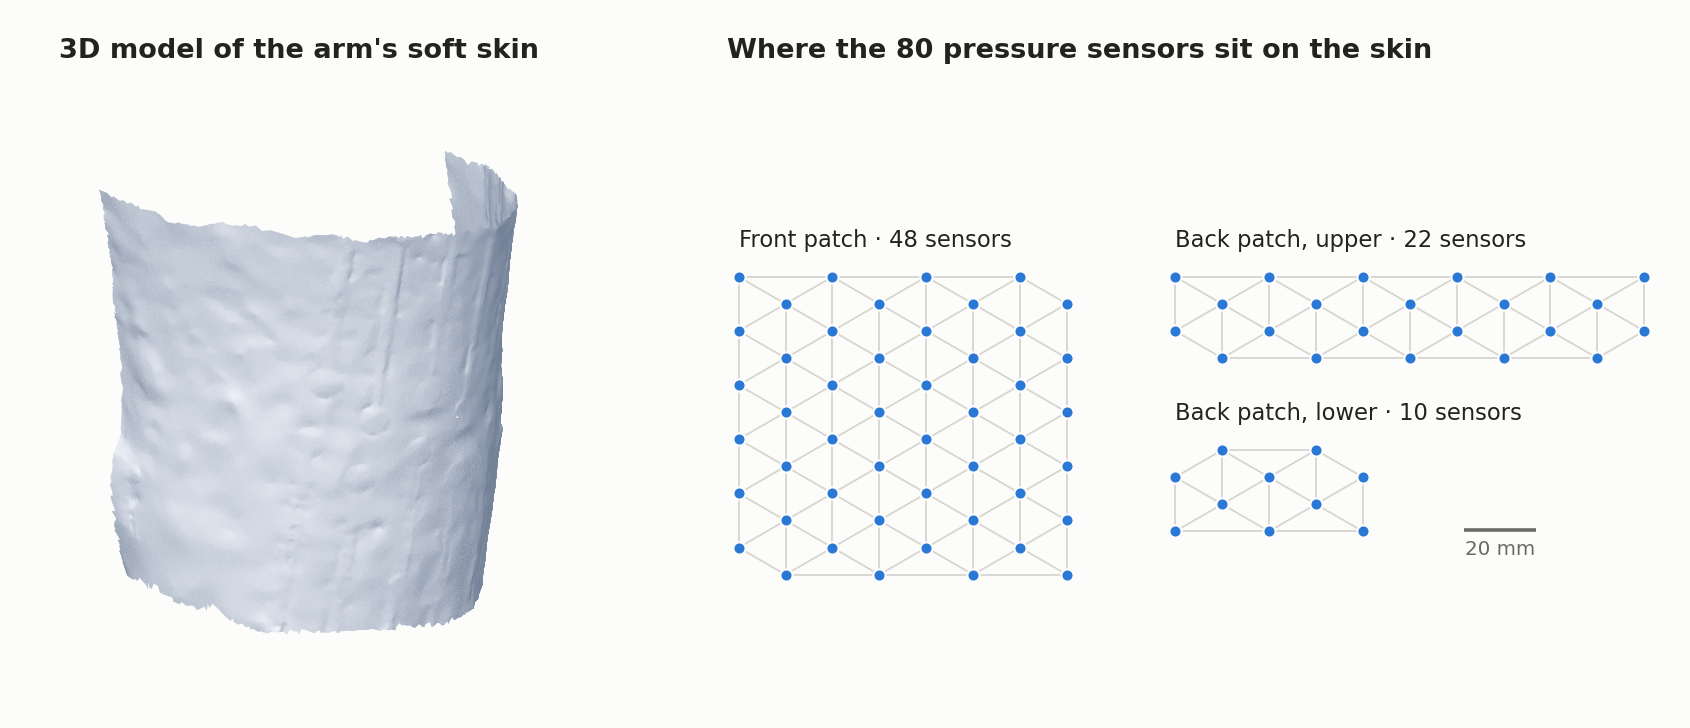 3D model of the arm's soft skin
Where the 80 pressure sensors sit on the skin
Front patch · 48 sensors
Back patch, upper · 22 sensors
Back patch, lower · 10 sensors
20 mm